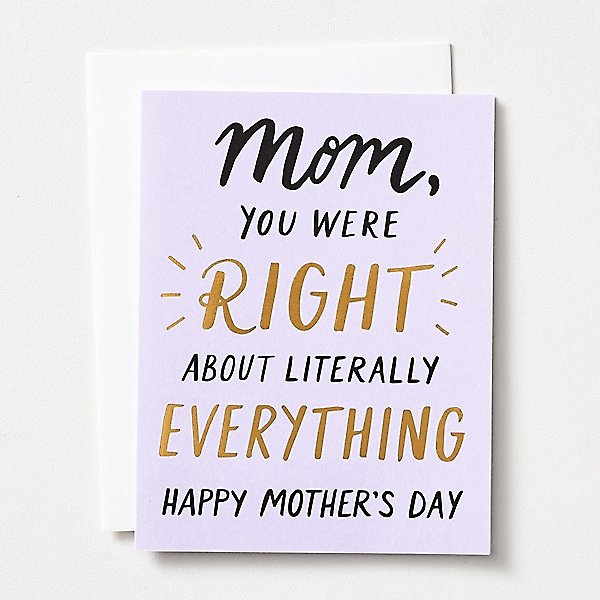 Mom,
YOU WERE
RIGHT
ABOUT LITERALLY
EVERYTHING
HAPPY MOTHER'S DAY